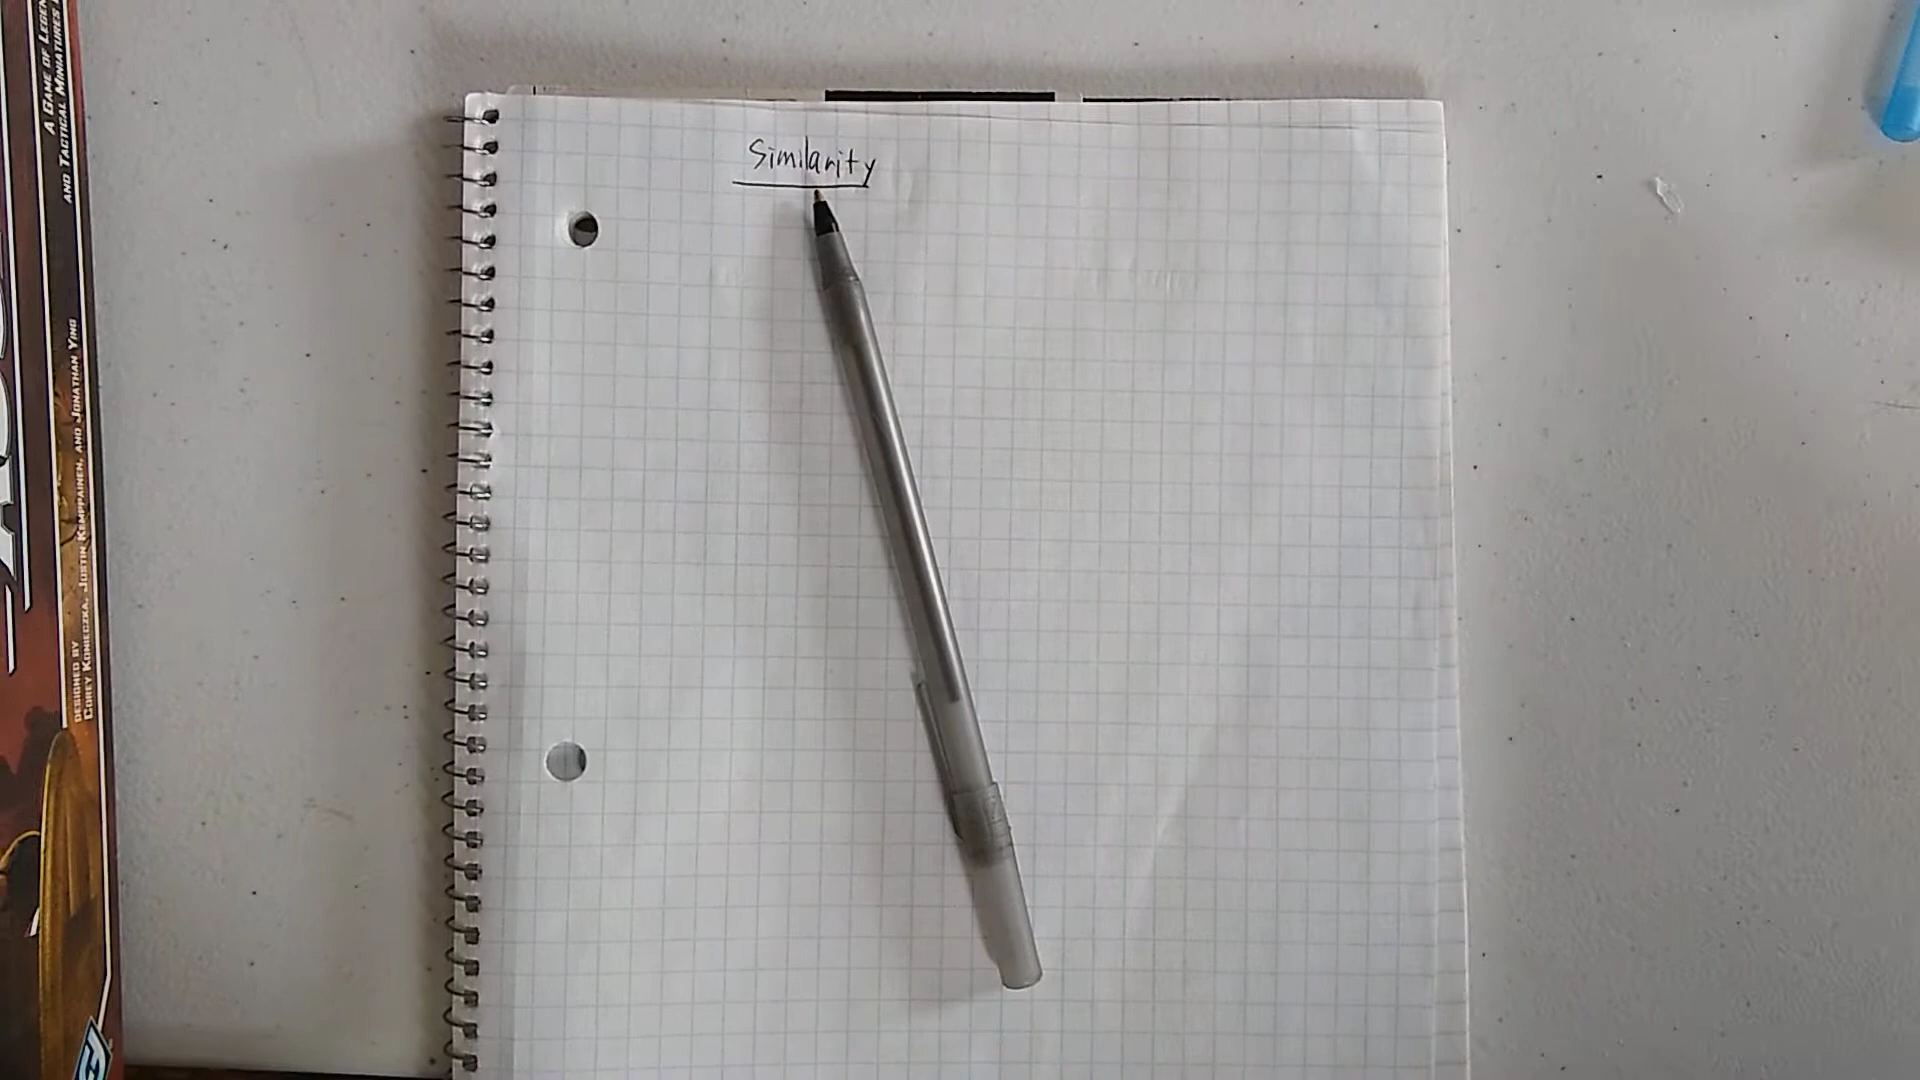 Similarity
A GAME OF LEGEN
AND TACTICAL MINIATURES
DESIGNED BY
COREY KONIECZKA, JUSTIN KEMPPAINEN, AND JONATHAN YING